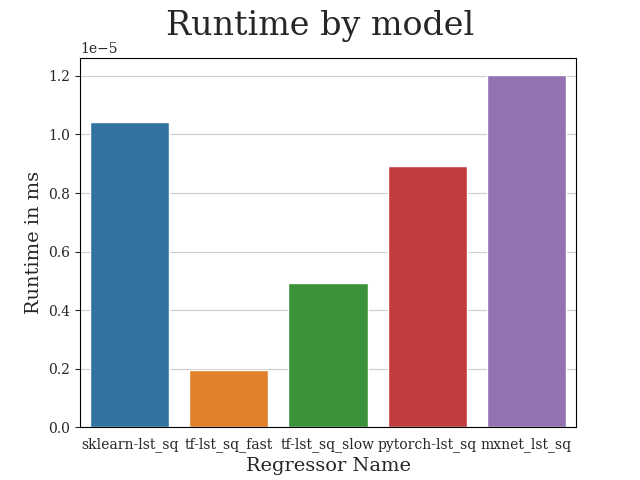 Runtime by model
1e−5
1.2
1.0
0.8
0.6
0.4
0.2
0.0
Runtime in ms
sklearn-lst_sq tf-lst_sq_fast tf-lst_sq_slow pytorch-lst_sq mxnet_lst_sq
Regressor Name